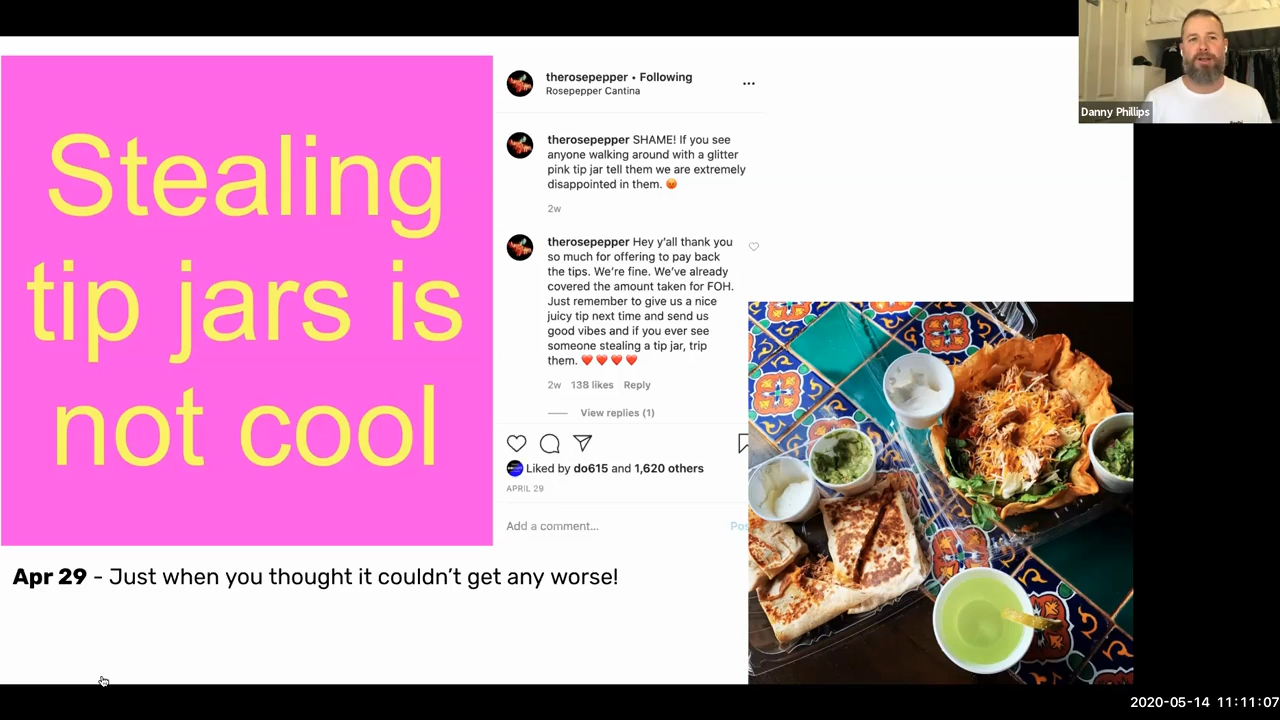 Stealing
tip jars is
not cool
therosepepper • Following
Rosepepper Cantina
therosepepper SHAME! If you see
anyone walking around with a glitter
pink tip jar tell them we are extremely
disappointed in them. 😡
2w
therosepepper Hey y'all thank you
so much for offering to pay back
the tips. We're fine. We've already
covered the amount taken for FOH.
Just remember to give us a nice
juicy tip next time and send us
good vibes and if you ever see
someone stealing a tip jar, trip
them. ❤️❤️❤️❤️
2w 138 likes Reply
View replies (1)
Liked by do615 and 1,620 others
APRIL 29
Add a comment...
Pos
Apr 29 - Just when you thought it couldn't get any worse!
Danny Phillips
2020-05-14 11:11:07